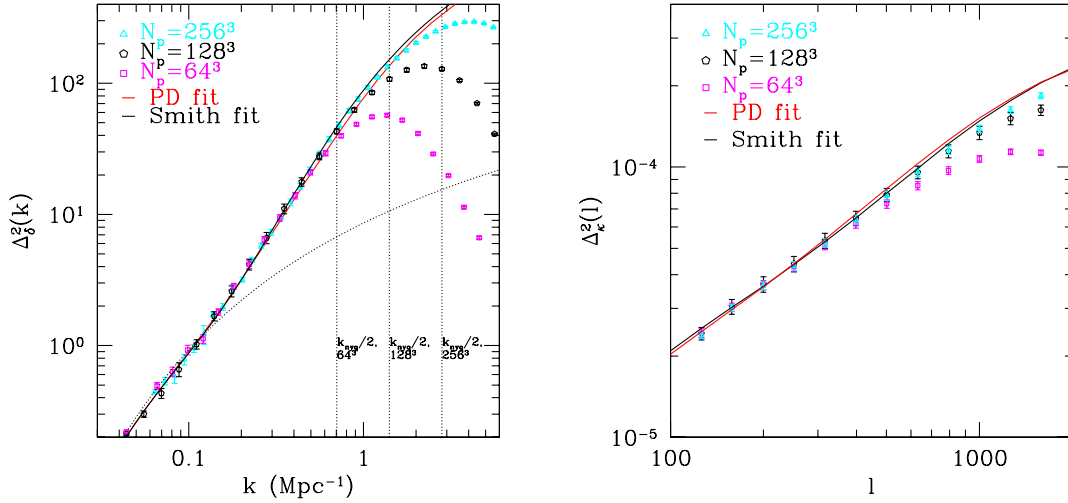 N_p=256³
N_p=128³
N_p=64³
PD fit
Smith fit
10²
10¹
10⁰
Δ²_δ(k)
k_nyq/2, 64³
k_nyq/2, 128³
k_nyq/2, 256³
0.1 1
k (Mpc⁻¹)
N_p=256³
N_p=128³
N_p=64³
PD fit
Smith fit
10⁻⁴
10⁻⁵
Δ²_κ(l)
100 1000
l